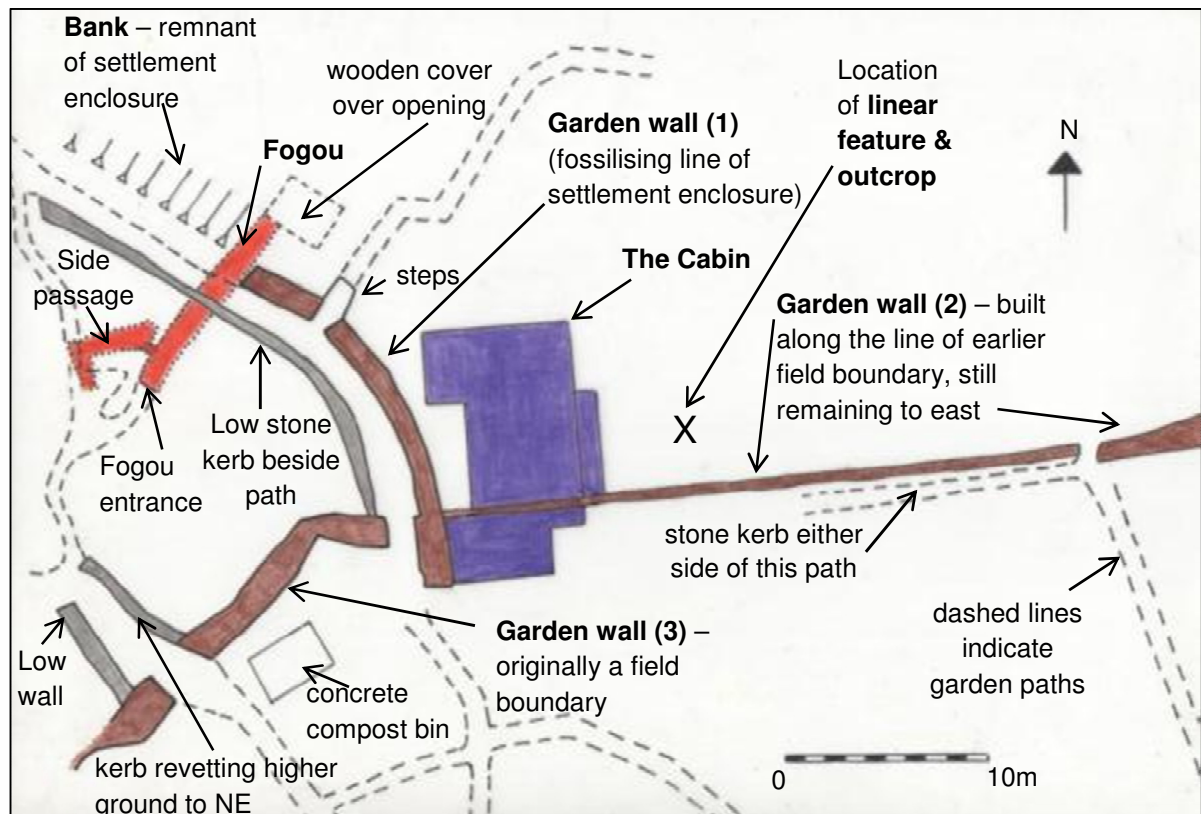 Bank – remnant
of settlement
enclosure
wooden cover
over opening
Fogou
Garden wall (1)
(fossilising line of
settlement enclosure)
Location
of linear
feature &
outcrop
N
Side
passage
steps
The Cabin
Garden wall (2) – built
along the line of earlier
field boundary, still
remaining to east
X
Fogou
entrance
Low stone
kerb beside
path
stone kerb either
side of this path
Low
wall
concrete
compost bin
Garden wall (3) –
originally a field
boundary
dashed lines
indicate
garden paths
kerb revetting higher
ground to NE
0 10m